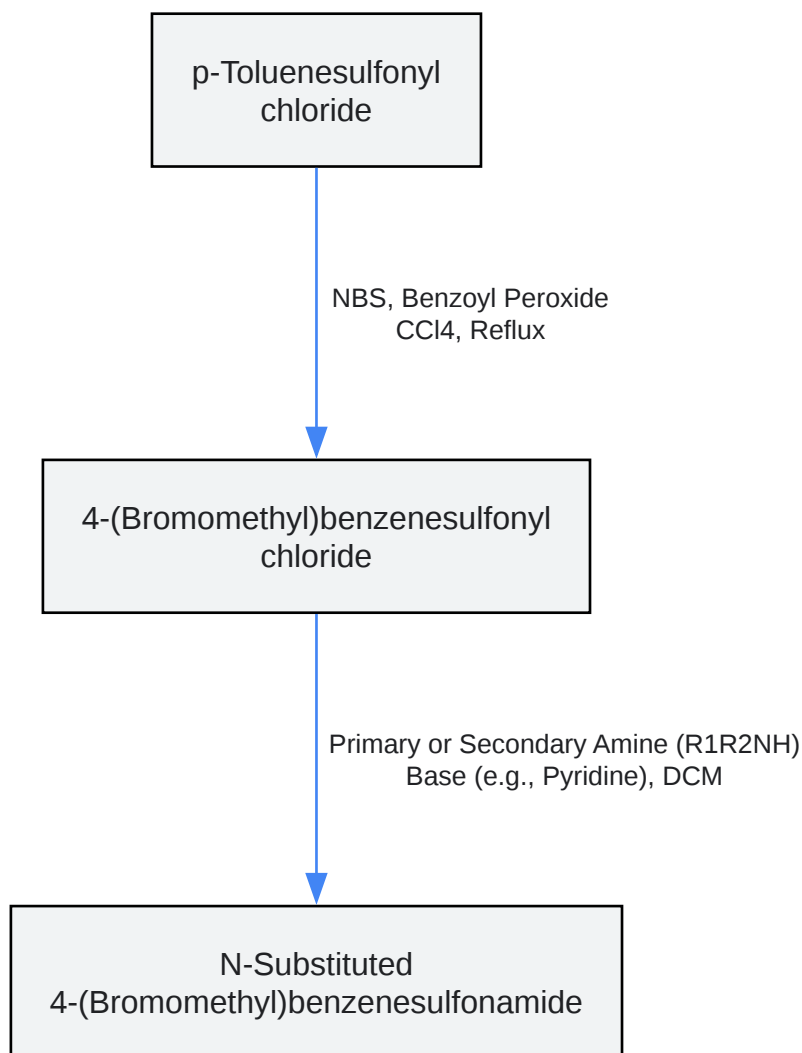 p-Toluenesulfonyl
chloride
NBS, Benzoyl Peroxide
CCl4, Reflux
4-(Bromomethyl)benzenesulfonyl
chloride
Primary or Secondary Amine (R1R2NH)
Base (e.g., Pyridine), DCM
N-Substituted
4-(Bromomethyl)benzenesulfonamide